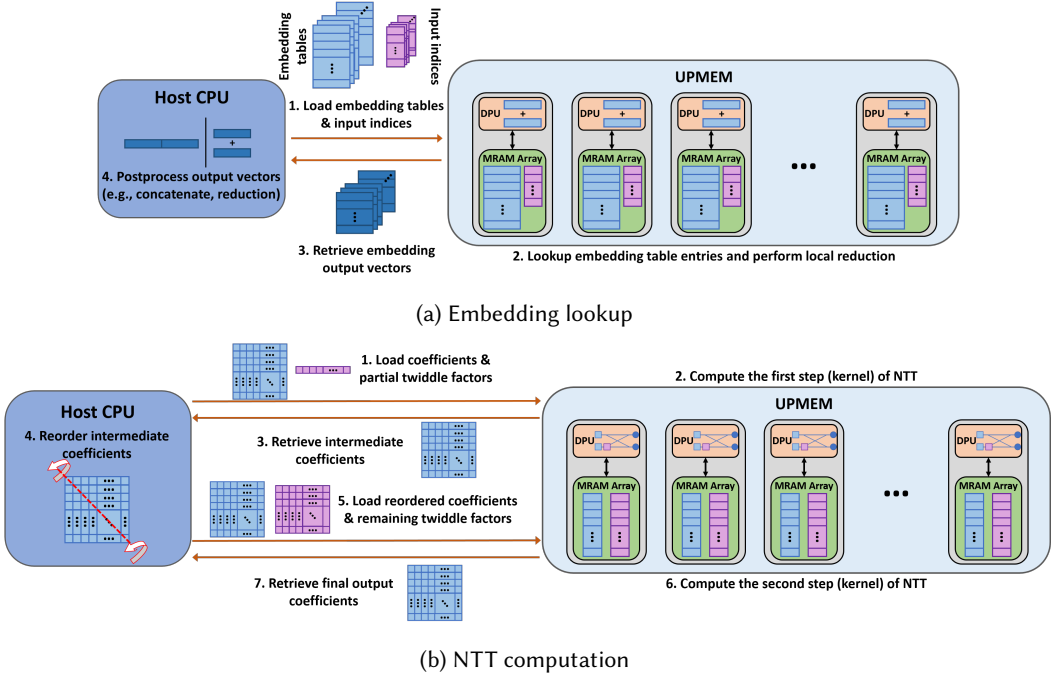 Embedding
tables
Input indices
Host CPU
1. Load embedding tables
& input indices
4. Postprocess output vectors
(e.g., concatenate, reduction)
3. Retrieve embedding
output vectors
UPMEM
DPU
+
MRAM Array
DPU
+
MRAM Array
DPU
+
MRAM Array
DPU
+
MRAM Array
2. Lookup embedding table entries and perform local reduction
(a) Embedding lookup
1. Load coefficients &
partial twiddle factors
2. Compute the first step (kernel) of NTT
Host CPU
4. Reorder intermediate
coefficients
3. Retrieve intermediate
coefficients
5. Load reordered coefficients
& remaining twiddle factors
7. Retrieve final output
coefficients
UPMEM
DPU
MRAM Array
DPU
MRAM Array
DPU
MRAM Array
DPU
MRAM Array
6. Compute the second step (kernel) of NTT
(b) NTT computation